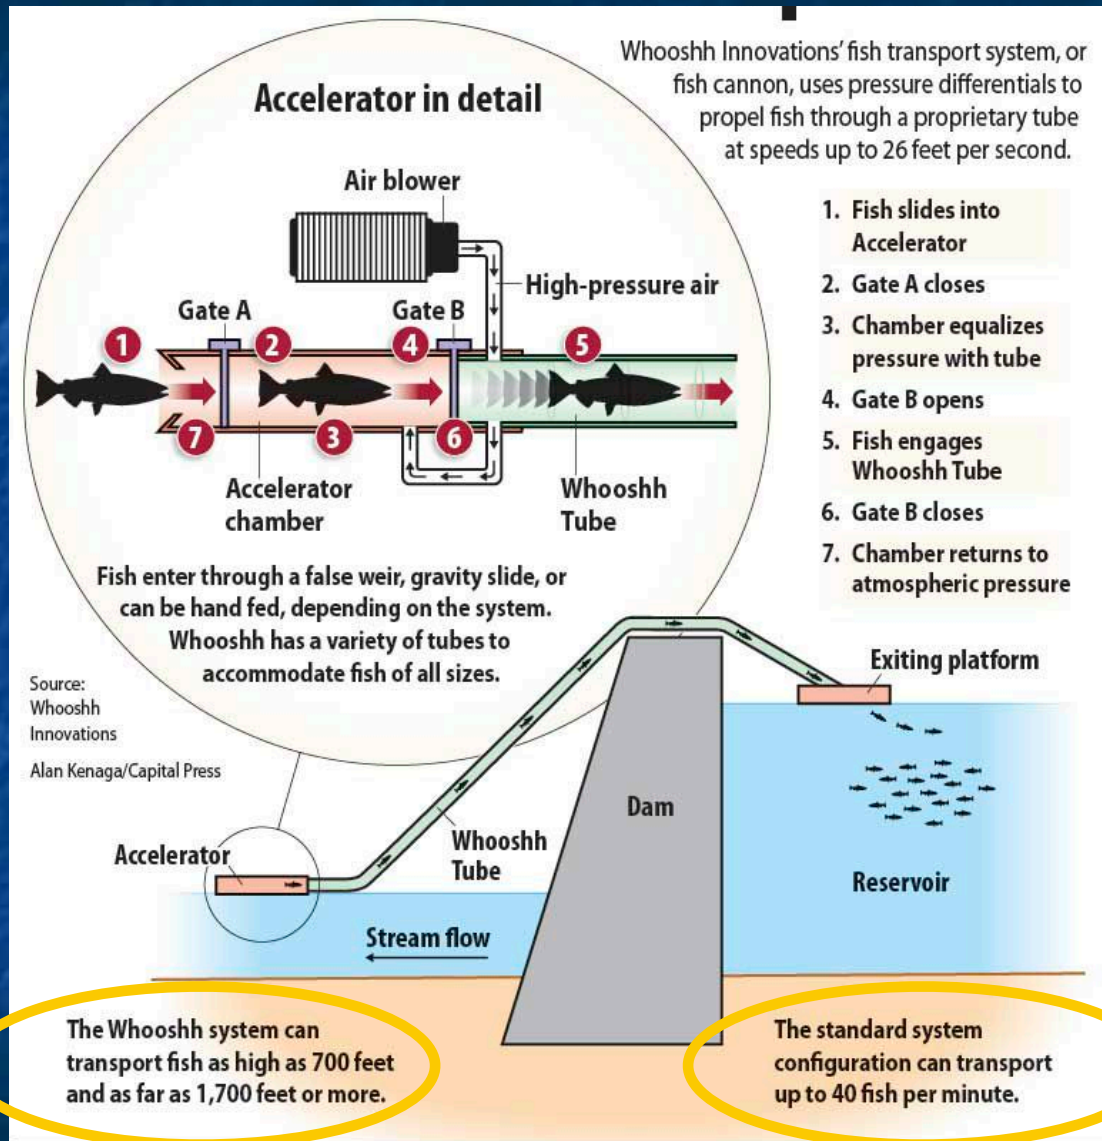 Whooshh Innovations' fish transport system, or
fish cannon, uses pressure differentials to
propel fish through a proprietary tube
at speeds up to 26 feet per second.
Accelerator in detail
Air blower
High-pressure air
Gate A
Gate B
1
2
4
5
7
3
6
Accelerator
chamber
Whooshh
Tube
Fish enter through a false weir, gravity slide, or
can be hand fed, depending on the system.
Whooshh has a variety of tubes to
accommodate fish of all sizes.
1. Fish slides into
Accelerator
2. Gate A closes
3. Chamber equalizes
pressure with tube
4. Gate B opens
5. Fish engages
Whooshh Tube
6. Gate B closes
7. Chamber returns to
atmospheric pressure
Source:
Whooshh
Innovations
Alan Kenaga/Capital Press
Exiting platform
Accelerator
Whooshh
Tube
Dam
Reservoir
Stream flow
The Whooshh system can
transport fish as high as 700 feet
and as far as 1,700 feet or more.
The standard system
configuration can transport
up to 40 fish per minute.